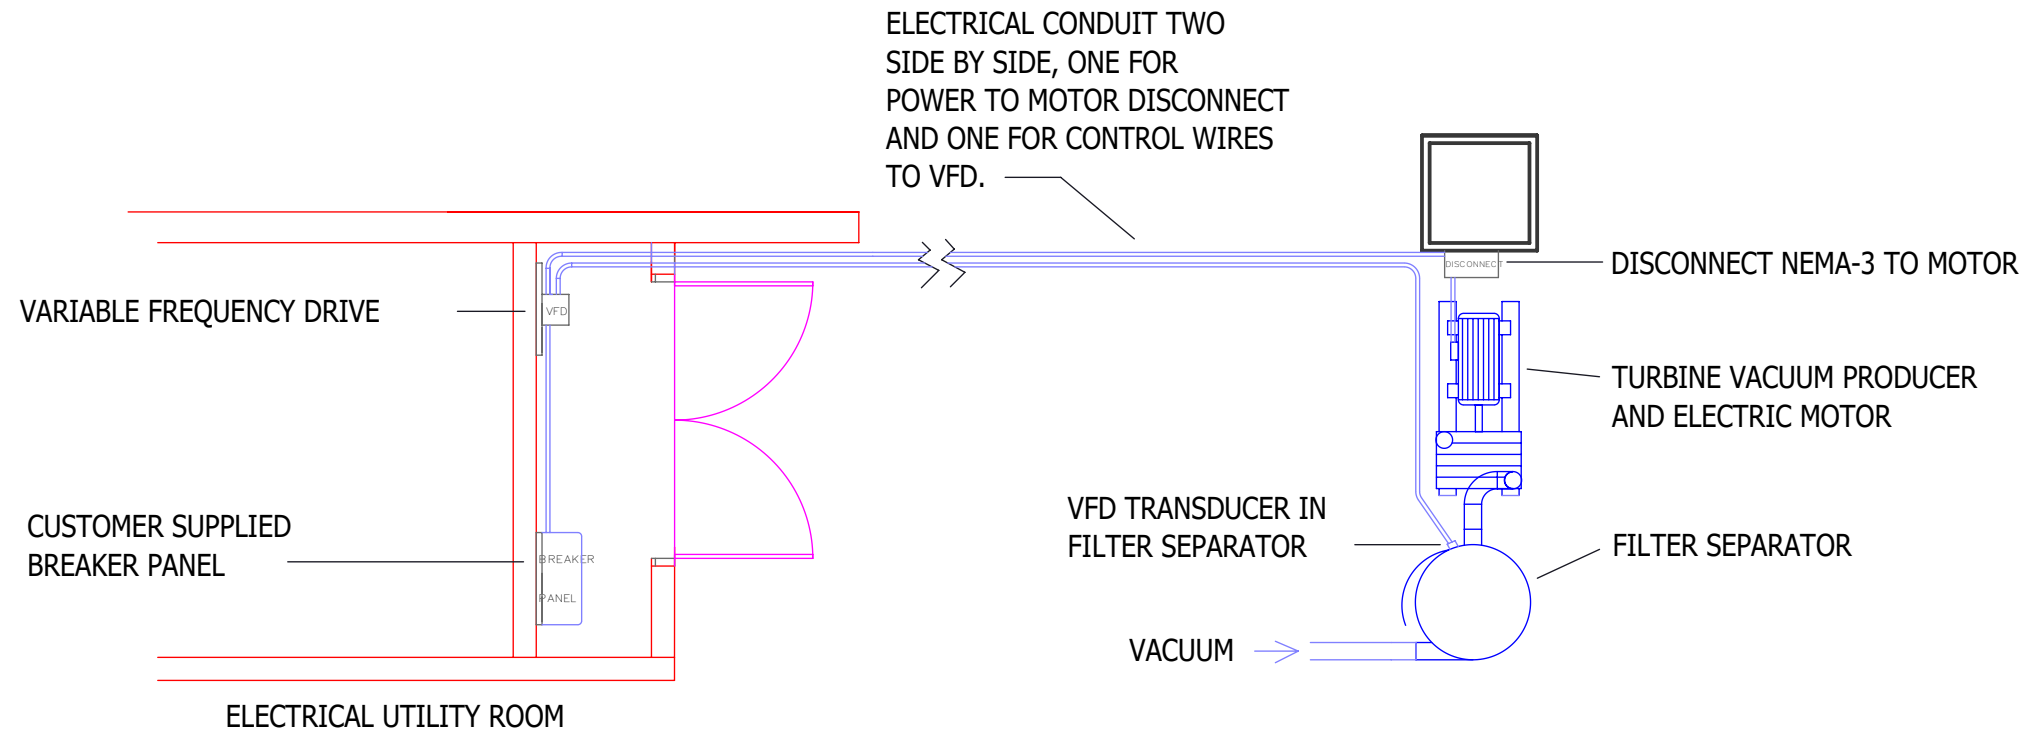 ELECTRICAL CONDUIT TWO
SIDE BY SIDE, ONE FOR
POWER TO MOTOR DISCONNECT
AND ONE FOR CONTROL WIRES
TO VFD.
DISCONNECT
DISCONNECT NEMA-3 TO MOTOR
VARIABLE FREQUENCY DRIVE
VFD
TURBINE VACUUM PRODUCER
AND ELECTRIC MOTOR
VFD TRANSDUCER IN
FILTER SEPARATOR
CUSTOMER SUPPLIED
BREAKER PANEL
BREAKER
PANEL
FILTER SEPARATOR
VACUUM
ELECTRICAL UTILITY ROOM